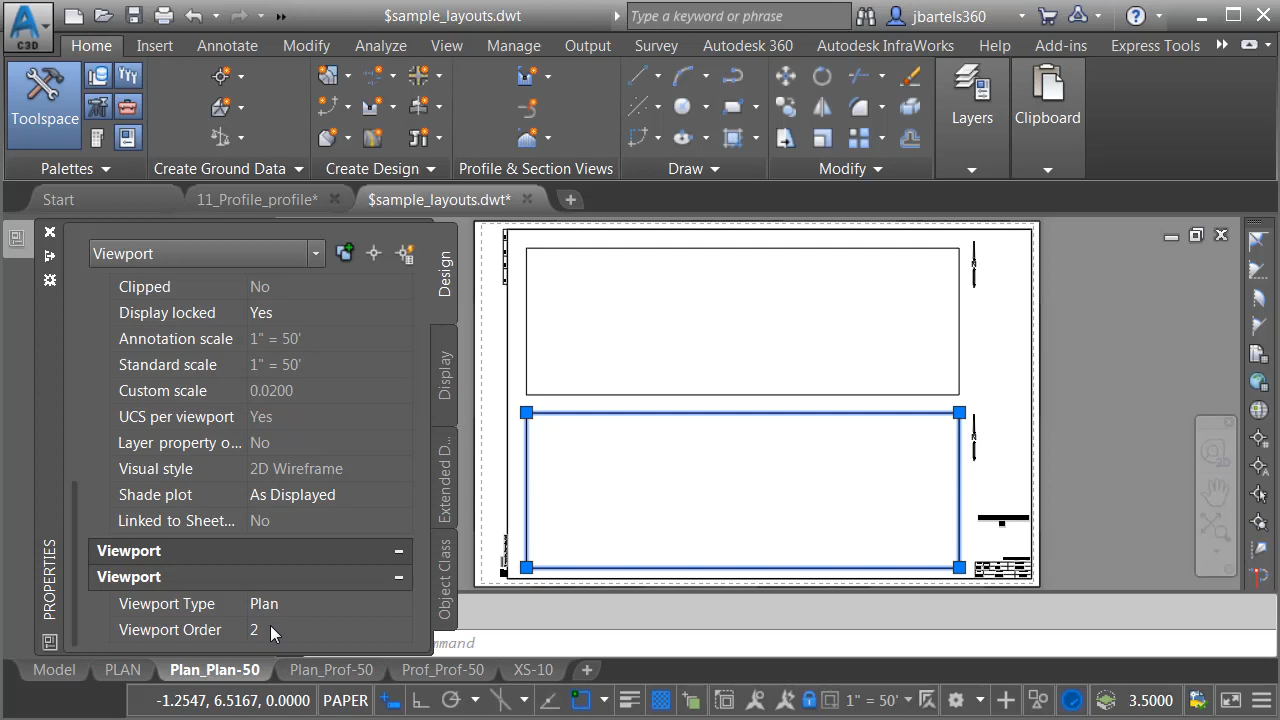 $sample_layouts.dwt
Type a keyword or phrase
jbartels360
C3D
Home Insert Annotate Modify Analyze View Manage Output Survey Autodesk 360 Autodesk InfraWorks Help Add-ins Express Tools
Toolspace
Layers
Clipboard
Palettes
Create Ground Data
Create Design
Profile & Section Views
Draw
Modify
Start
11_Profile_profile*
$sample_layouts.dwt*
Viewport
Clipped No
Display locked Yes
Annotation scale 1" = 50'
Standard scale 1" = 50'
Custom scale 0.0200
UCS per viewport Yes
Layer property o... No
Visual style 2D Wireframe
Shade plot As Displayed
Linked to Sheet... No
Viewport
Viewport
Viewport Type Plan
Viewport Order 2
PROPERTIES
Design
Display
Extended D...
Object Class
ommand
Model PLAN Plan_Plan-50 Plan_Prof-50 Prof_Prof-50 XS-10
-1.2547, 6.5167, 0.0000 PAPER 1" = 50' 3.5000